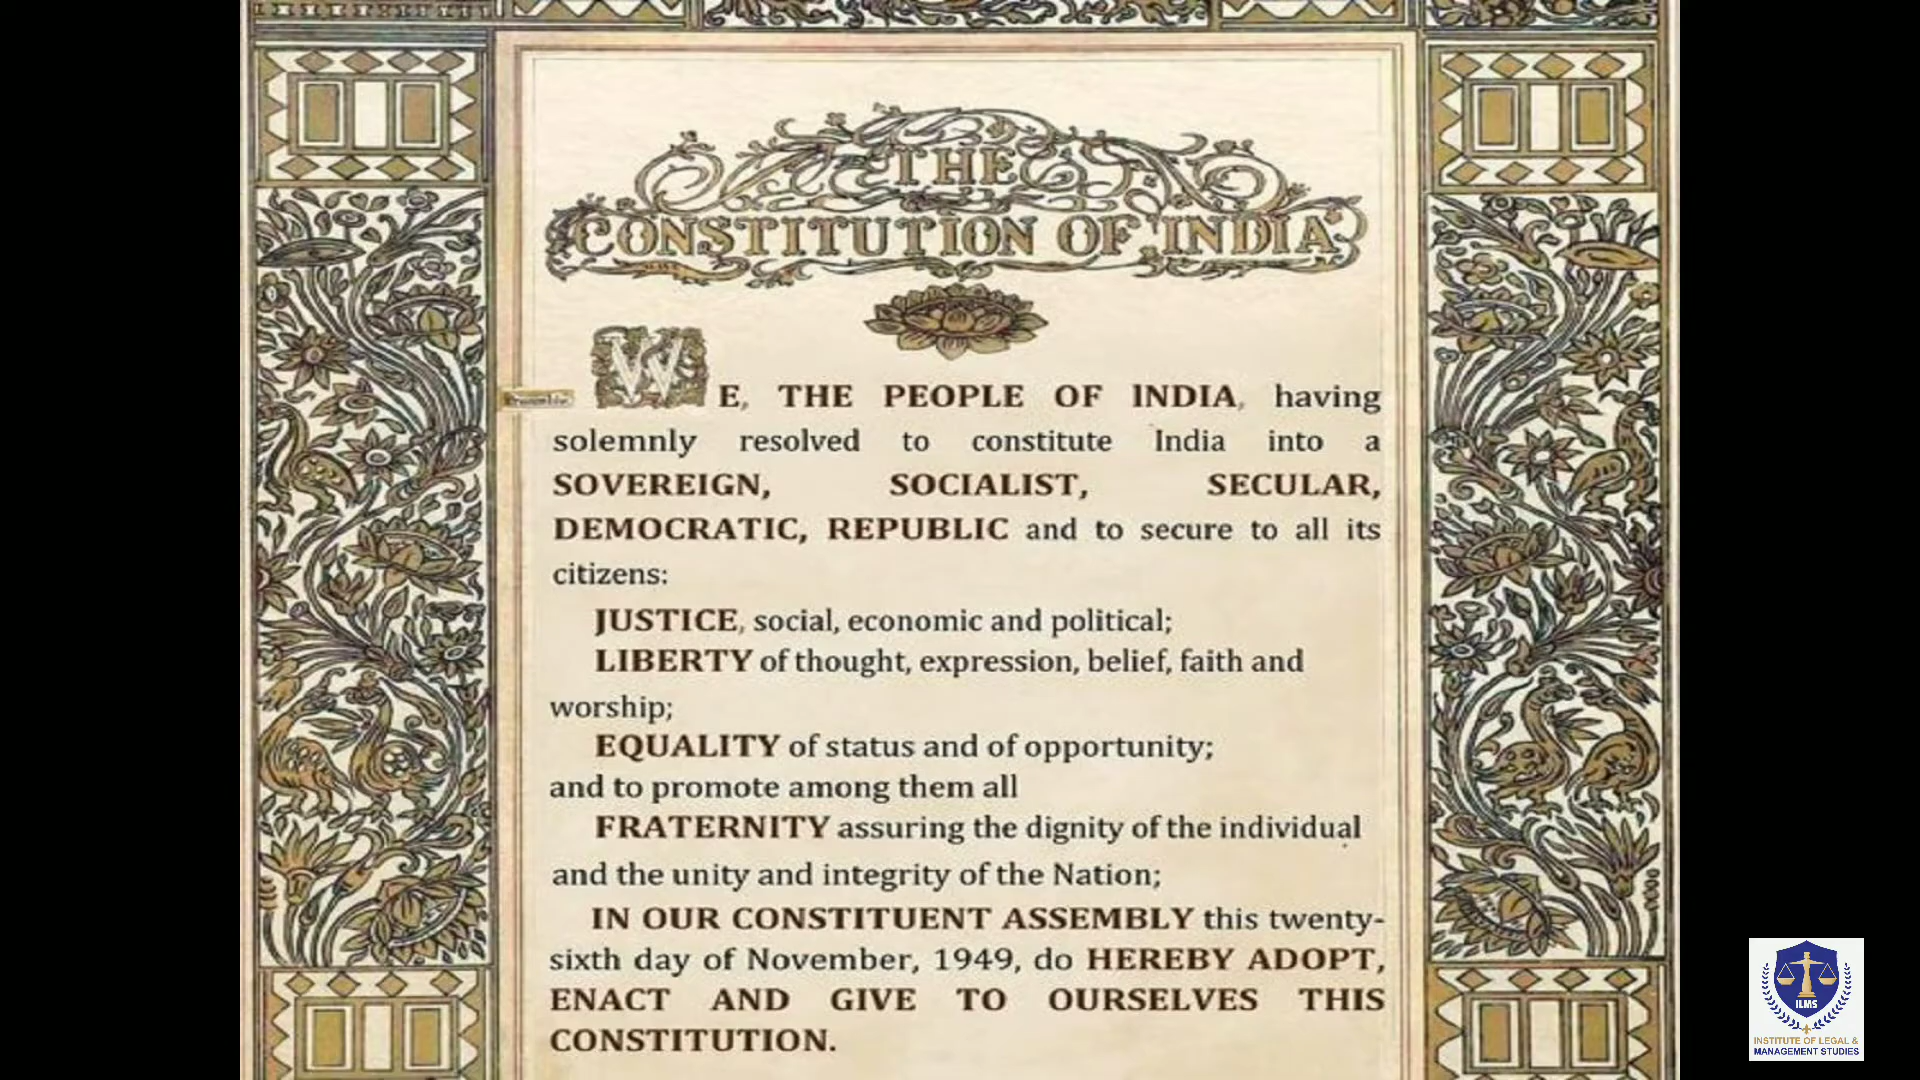 THE
CONSTITUTION OF INDIA
WE, THE PEOPLE OF INDIA, having
solemnly resolved to constitute India into a
SOVEREIGN, SOCIALIST, SECULAR,
DEMOCRATIC, REPUBLIC and to secure to all its
citizens:
JUSTICE, social, economic and political;
LIBERTY of thought, expression, belief, faith and
worship;
EQUALITY of status and of opportunity;
and to promote among them all
FRATERNITY assuring the dignity of the individual
and the unity and integrity of the Nation;
IN OUR CONSTITUENT ASSEMBLY this twenty-
sixth day of November, 1949, do HEREBY ADOPT,
ENACT AND GIVE TO OURSELVES THIS
CONSTITUTION.
ILMS
INSTITUTE OF LEGAL &
MANAGEMENT STUDIES